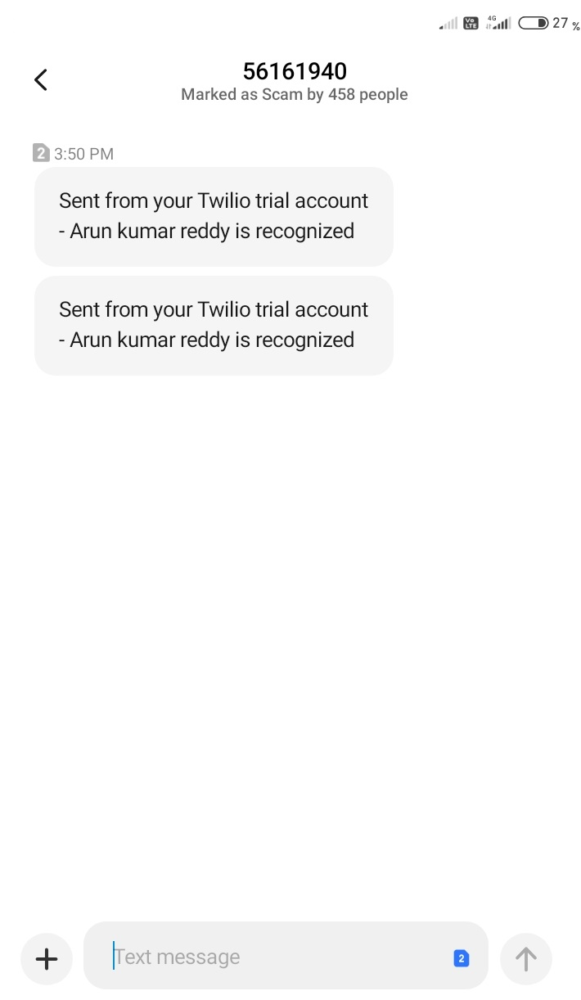 Vo LTE 4G 27 %
56161940
Marked as Scam by 458 people
2 3:50 PM
Sent from your Twilio trial account
- Arun kumar reddy is recognized
Sent from your Twilio trial account
- Arun kumar reddy is recognized
Text message 2